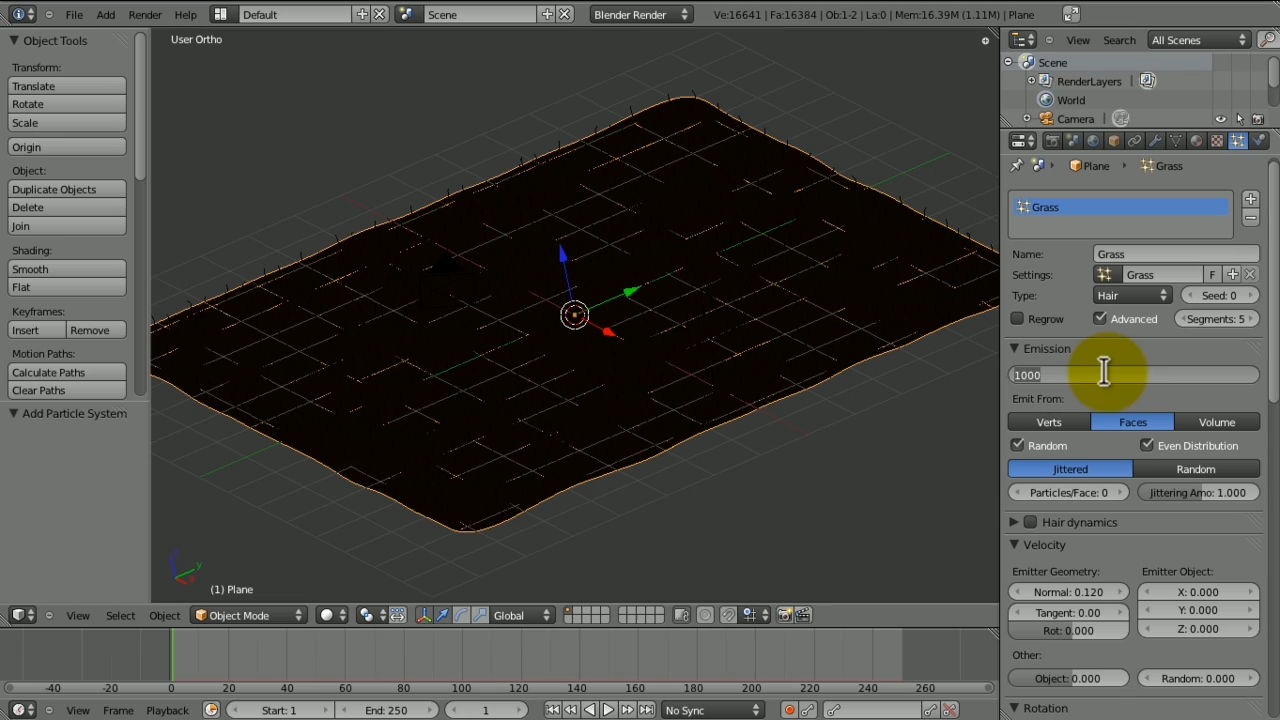 File Add Render Help Default Scene Blender Render Ve:16641 | Fa:16384 | Ob:1-2 | La:0 | Mem:16.39M (1.11M) | Plane
Object Tools
Transform:
Translate
Rotate
Scale
Origin
Object:
Duplicate Objects
Delete
Join
Shading:
Smooth
Flat
Keyframes:
Insert Remove
Motion Paths:
Calculate Paths
Clear Paths
Add Particle System
User Ortho
z
y
x
(1) Plane
View Select Object Object Mode Global
-40 -20 0 20 40 60 80 100 120 140 160 180 200 220 240 260
View Frame Playback Start: 1 End: 250 1 No Sync
View Search All Scenes
Scene
RenderLayers |
World
Camera |
Plane Grass
Grass
Name: Grass
Settings: Grass F
Type: Hair Seed: 0
Regrow Advanced Segments: 5
Emission
1000
Emit From:
Verts Faces Volume
Random Even Distribution
Jittered Random
Particles/Face: 0 Jittering Amo: 1.000
Hair dynamics
Velocity
Emitter Geometry: Emitter Object:
Normal: 0.120 X: 0.000
Tangent: 0.00 Y: 0.000
Rot: 0.000 Z: 0.000
Other:
Object: 0.000 Random: 0.000
Rotation